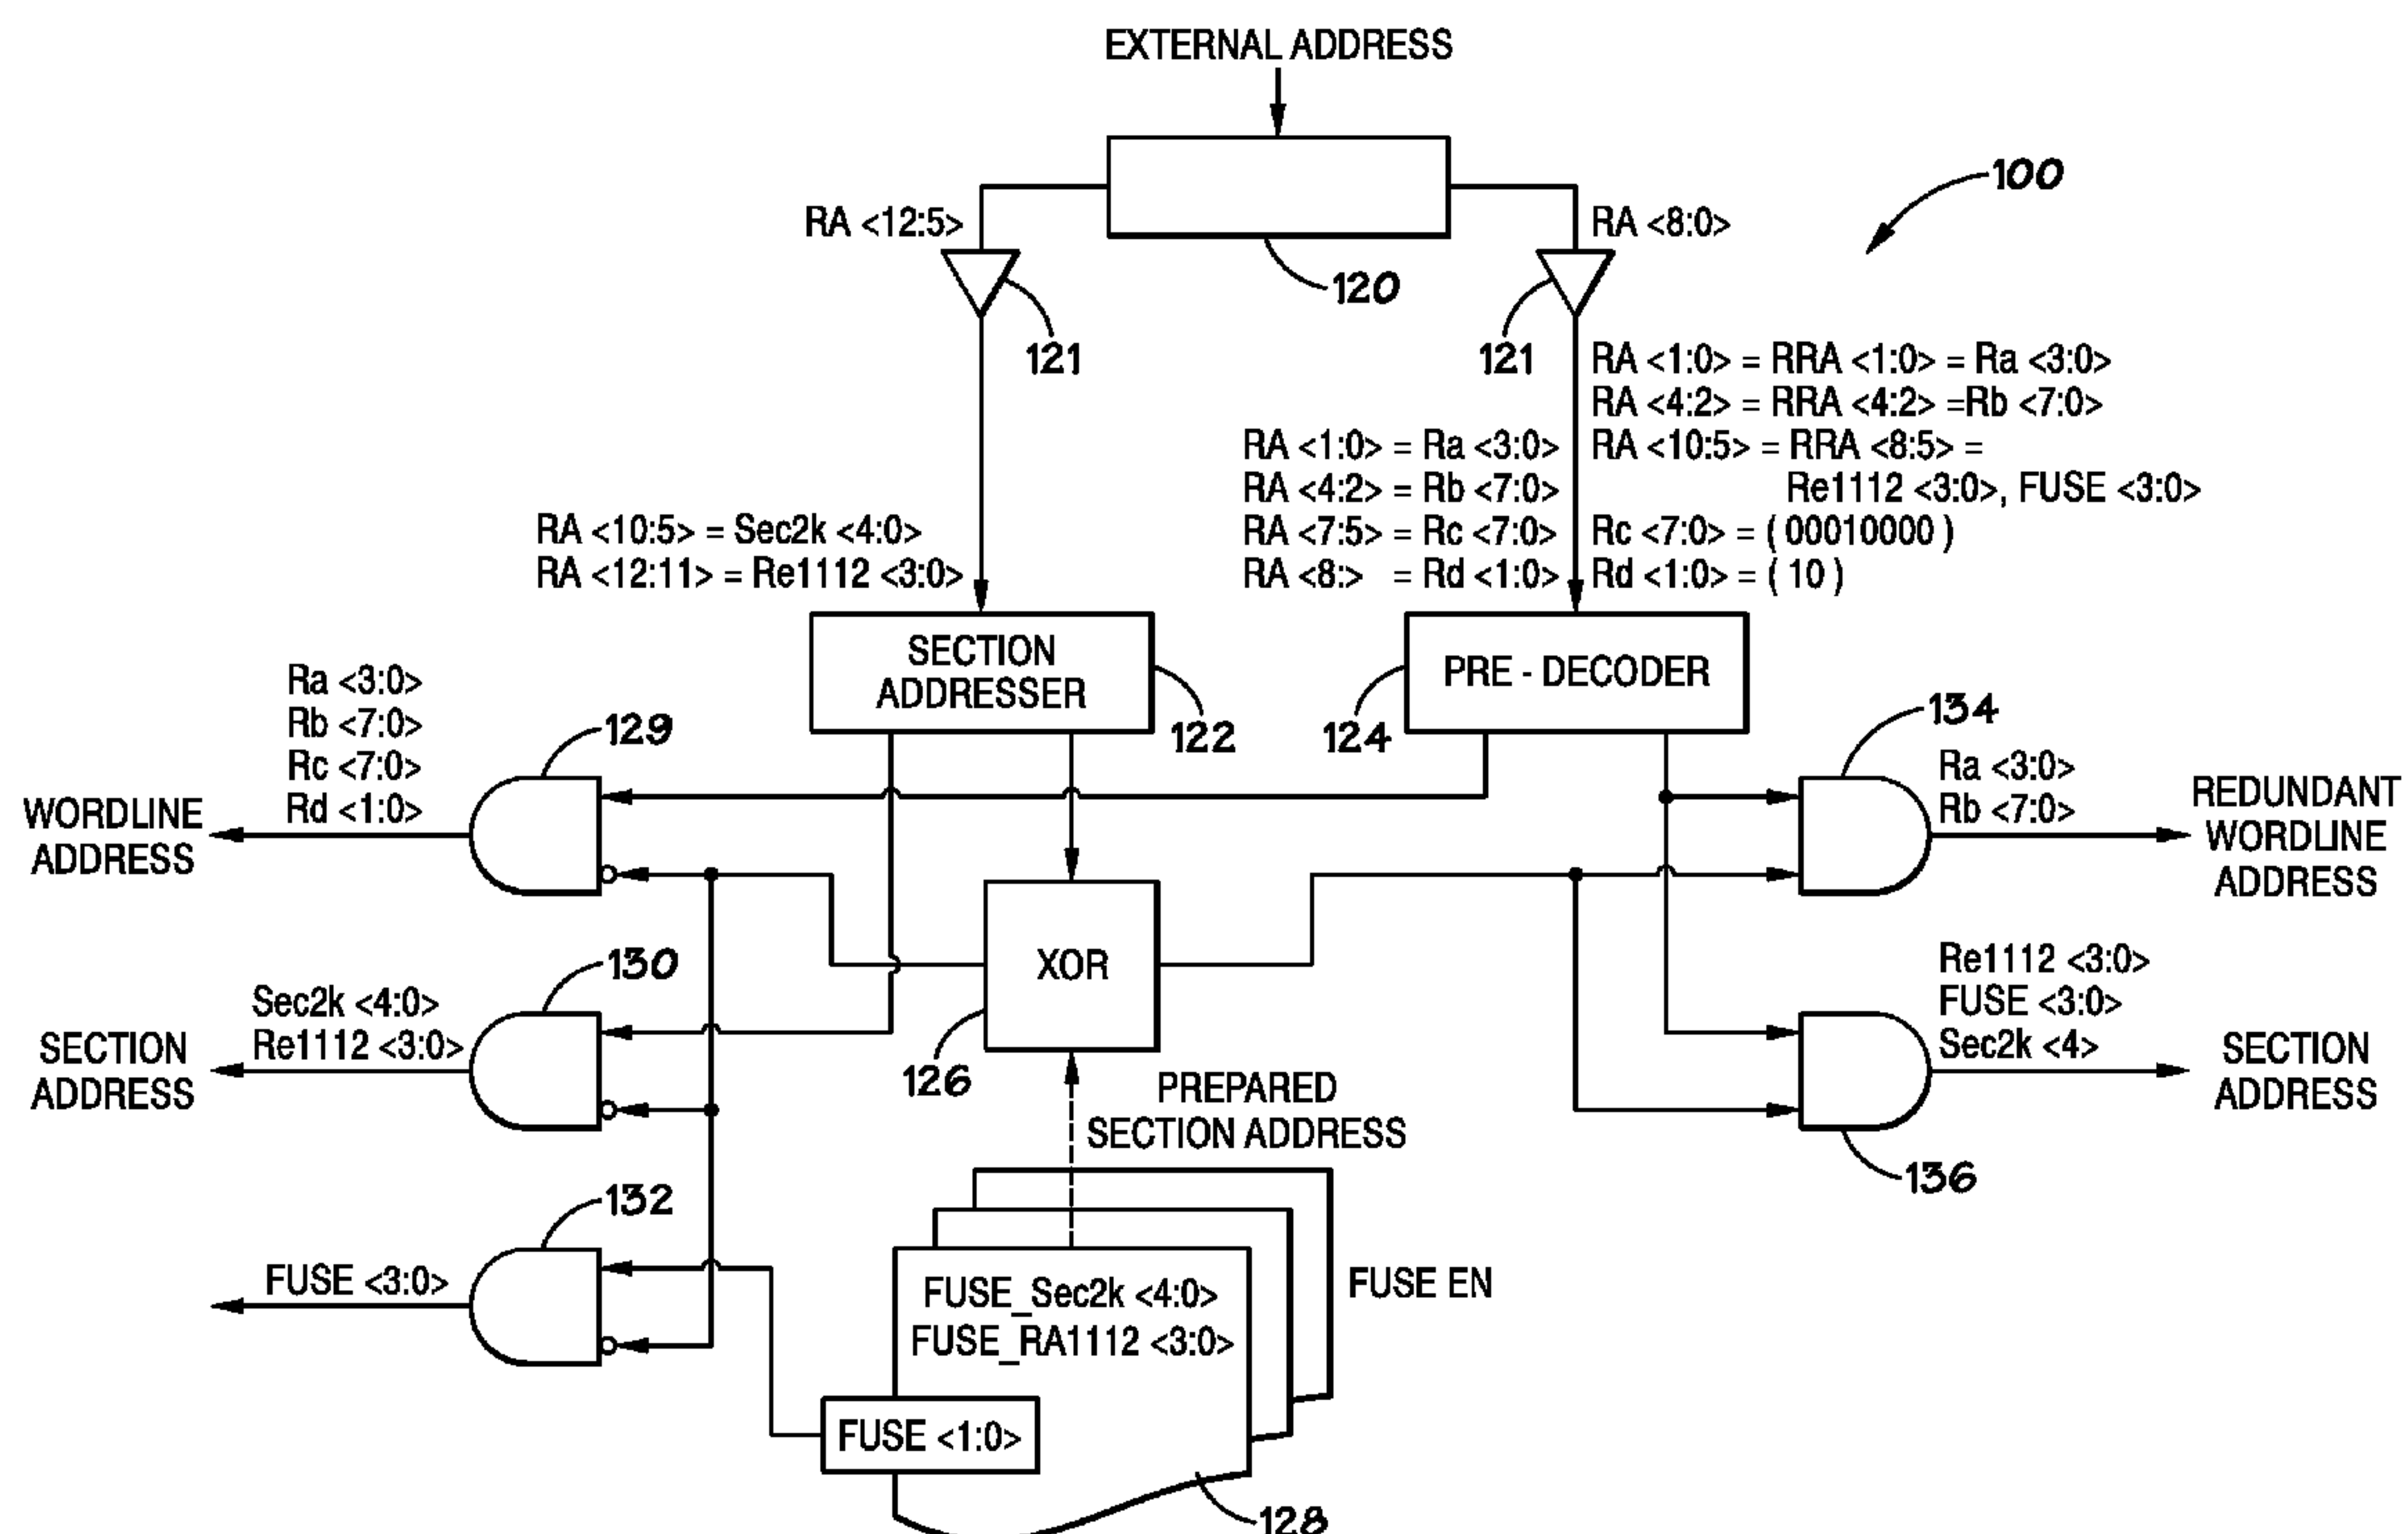 EXTERNAL ADDRESS
100
RA <12:5>
RA <8:0>
120
121
121
RA <1:0> = RRA <1:0> = Ra <3:0>
RA <4:2> = RRA <4:2> =Rb <7:0>
RA <10:5> = RRA <8:5> =
Re1112 <3:0>, FUSE <3:0>
Rc <7:0> = ( 00010000 )
Rd <1:0> = ( 10 )
RA <1:0> = Ra <3:0>
RA <4:2> = Rb <7:0>
RA <7:5> = Rc <7:0>
RA <8:> = Rd <1:0>
RA <10:5> = Sec2k <4:0>
RA <12:11> = Re1112 <3:0>
SECTION
ADDRESSER
122
PRE - DECODER
124
Ra <3:0>
Rb <7:0>
Rc <7:0>
Rd <1:0>
129
WORDLINE
ADDRESS
134
Ra <3:0>
Rb <7:0>
REDUNDANT
WORDLINE
ADDRESS
XOR
126
130
Sec2k <4:0>
Re1112 <3:0>
SECTION
ADDRESS
Re1112 <3:0>
FUSE <3:0>
Sec2k <4>
SECTION
ADDRESS
136
PREPARED
SECTION ADDRESS
132
FUSE <3:0>
FUSE_Sec2k <4:0>
FUSE_RA1112 <3:0>
FUSE EN
FUSE <1:0>
128